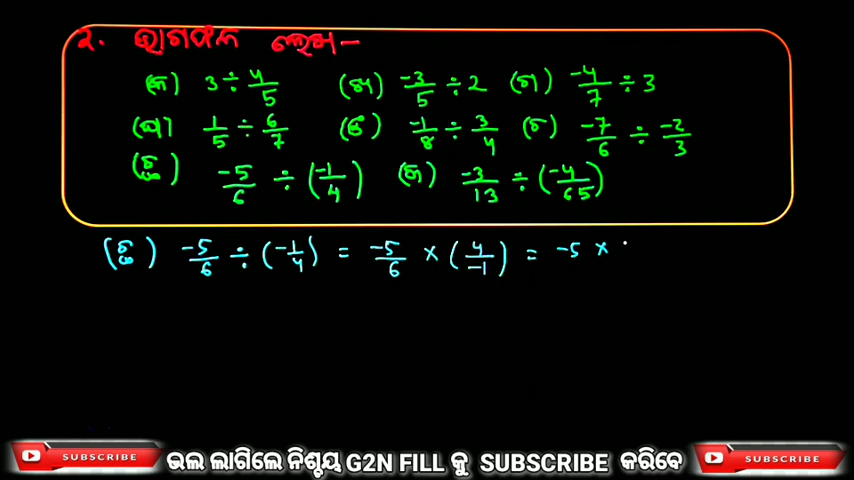 ୨. ଭାଗଫଳ ଲେଖ-
(କ) 3 ÷ 4/5 (ଖ) -3/5 ÷ 2 (ଗ) -4/7 ÷ 3
(ଘ) 1/5 ÷ 6/7 (ଙ) -1/8 ÷ 3/4 (ଚ) -7/6 ÷ -2/3
(ଛ) -5/6 ÷ (-1/4) (ଜ) -3/13 ÷ (-4/65)
(ଛ) -5/6 ÷ (-1/4) = -5/6 × (4/-1) = -5 ×
SUBSCRIBE ଭଲ ଲାଗିଲେ ନିଶ୍ଚୟ G2N FILL କୁ SUBSCRIBE କରିବେ SUBSCRIBE